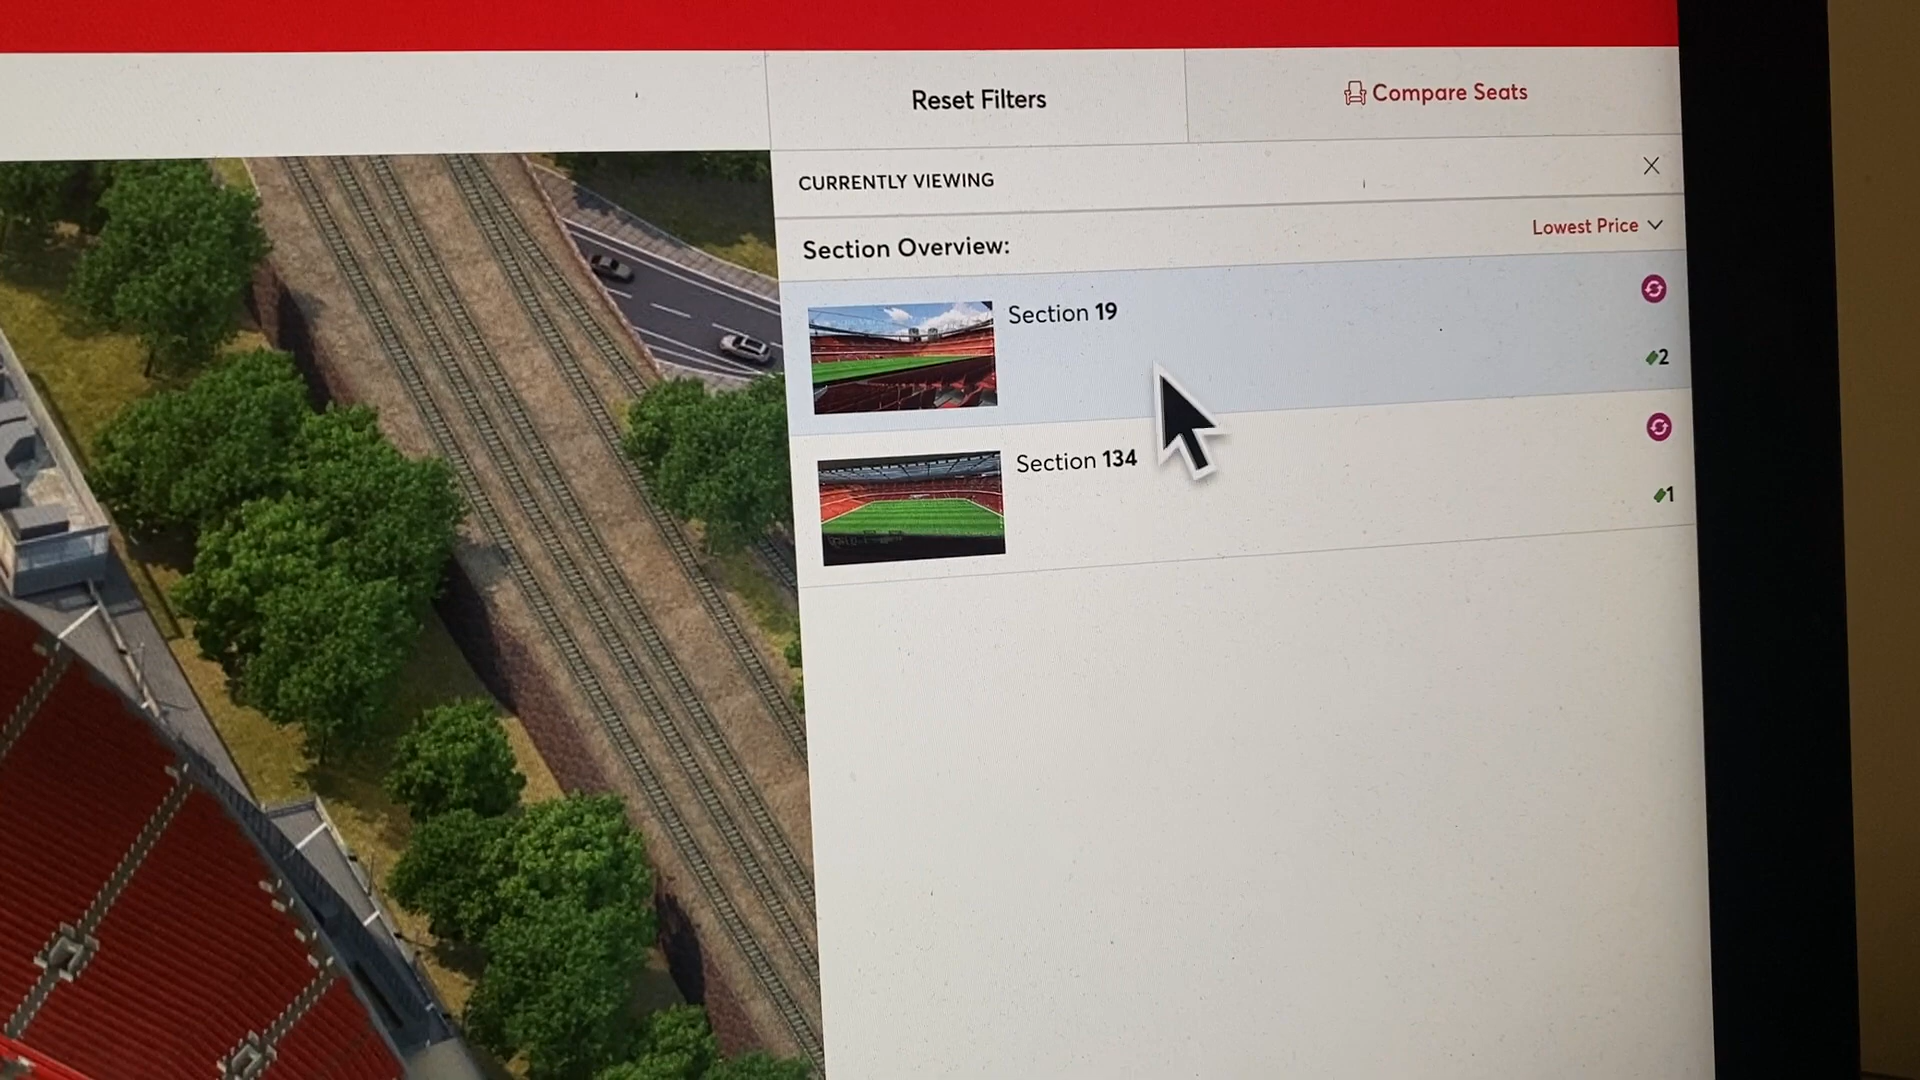 Reset Filters
Compare Seats
CURRENTLY VIEWING
Lowest Price
Section Overview:
Section 19
2
Section 134
1